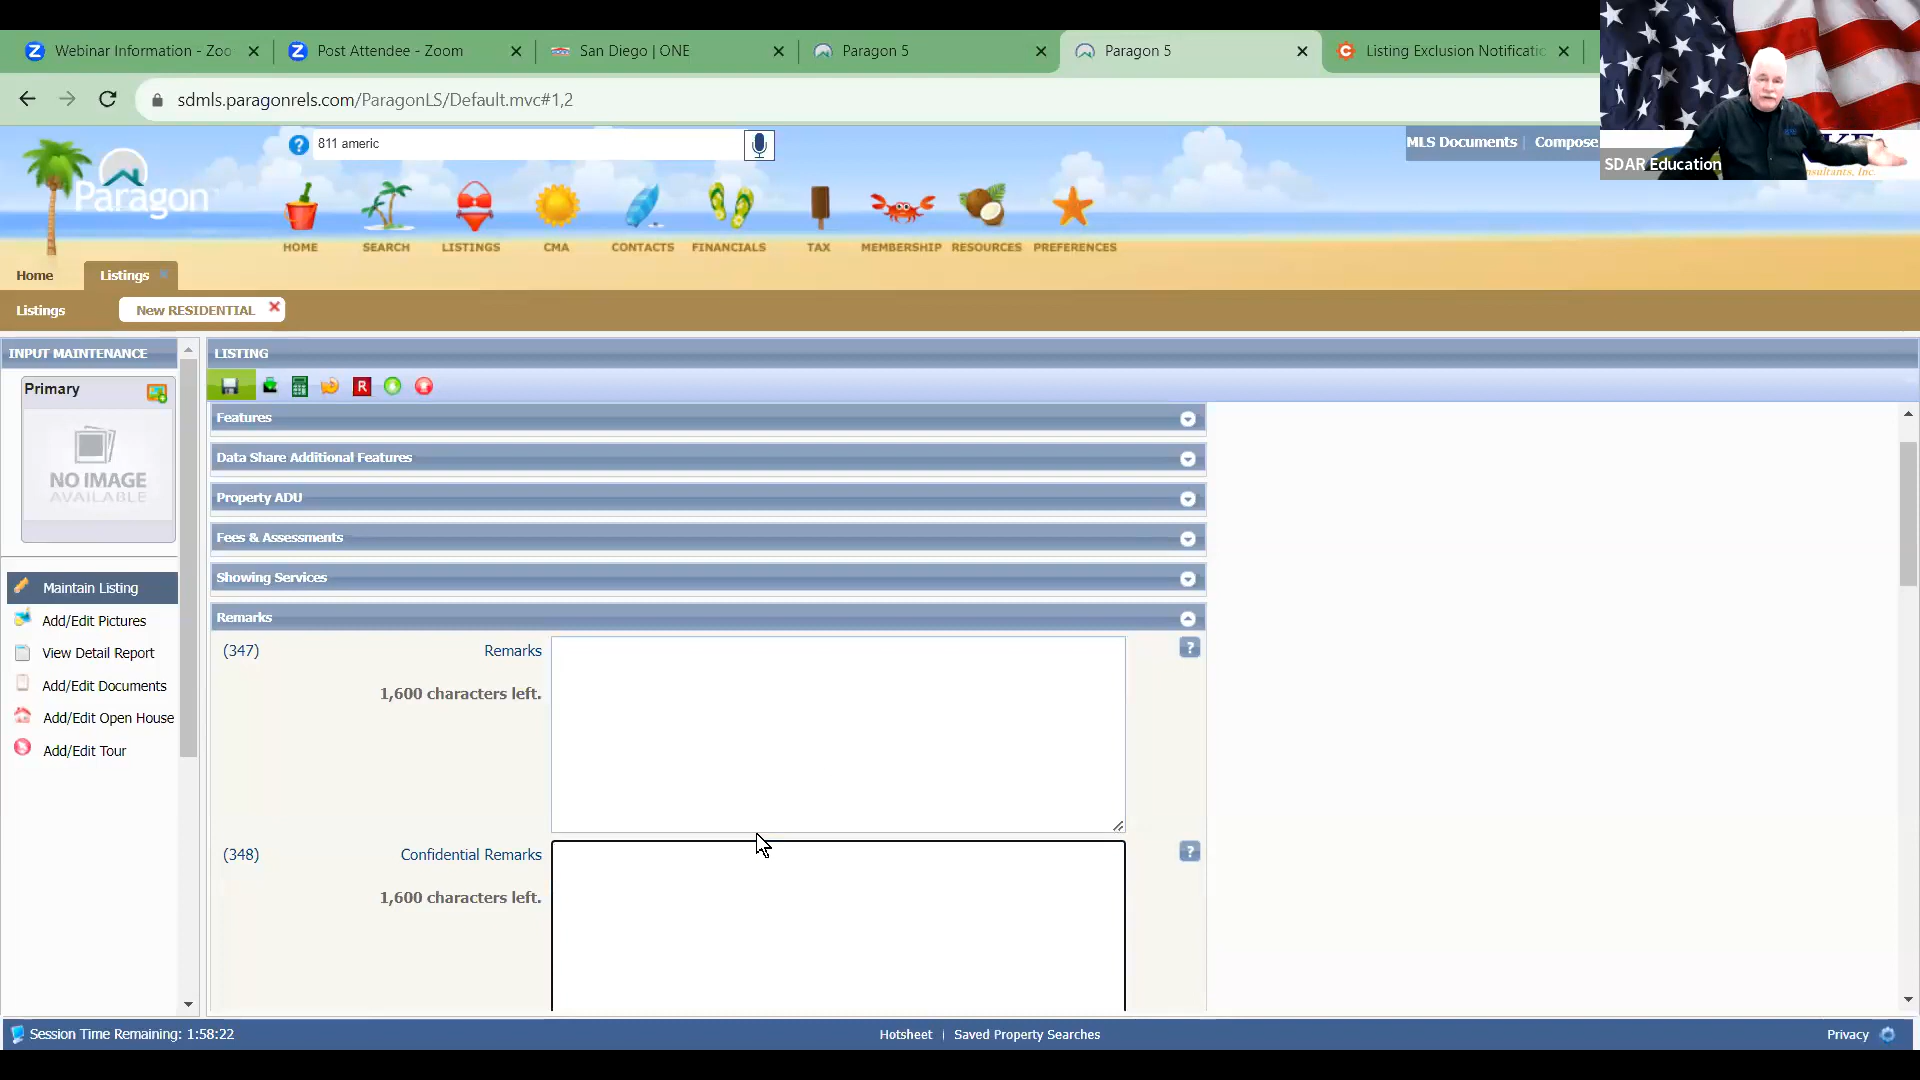 Webinar Information - Zoo
Post Attendee - Zoom
San Diego | ONE
Paragon 5
Paragon 5
Listing Exclusion Notificatio
sdmls.paragonrels.com/ParagonLS/Default.mvc#1,2
811 americ
MLS Documents | Compose
SDAR Education
nsultants, Inc.
Paragon
HOME
SEARCH
LISTINGS
CMA
CONTACTS
FINANCIALS
TAX
MEMBERSHIP
RESOURCES
PREFERENCES
Home
Listings
Listings
New RESIDENTIAL
INPUT MAINTENANCE
LISTING
Primary
R
NO IMAGE
AVAILABLE
Features
Data Share Additional Features
Property ADU
Fees & Assessments
Showing Services
Maintain Listing
Add/Edit Pictures
View Detail Report
Add/Edit Documents
Add/Edit Open House
Add/Edit Tour
Remarks
(347)
Remarks
1,600 characters left.
(348)
Confidential Remarks
1,600 characters left.
Session Time Remaining: 1:58:22
Hotsheet | Saved Property Searches
Privacy